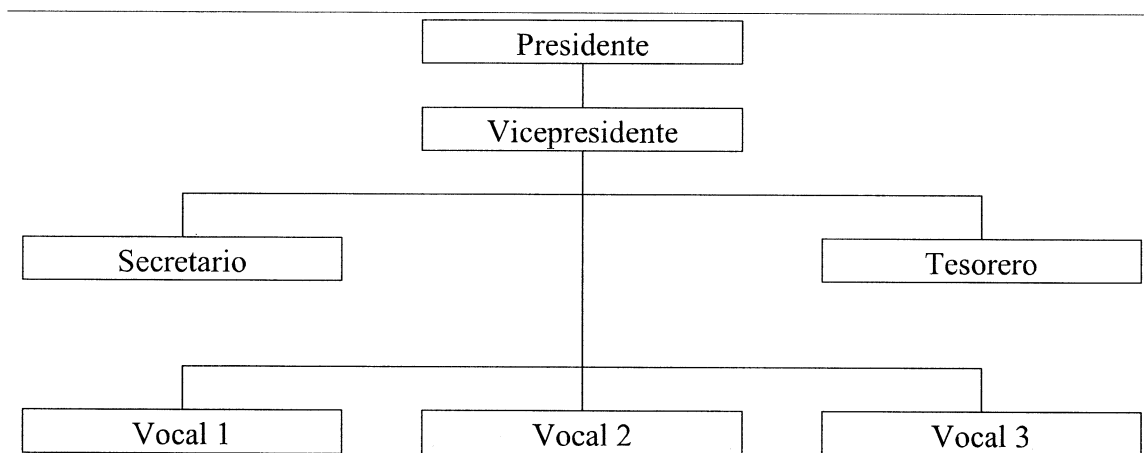 Presidente
Vicepresidente
Secretario
Tesorero
Vocal 1
Vocal 2
Vocal 3